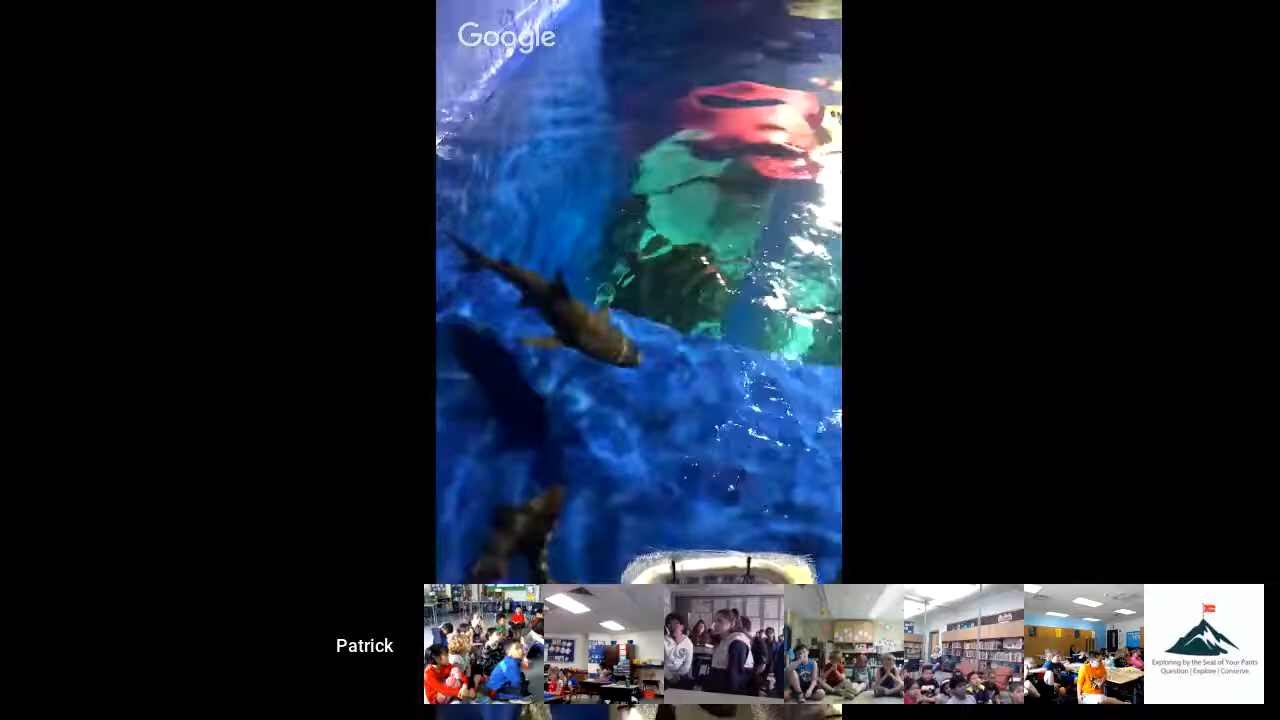 Google
Patrick
Exploring by the Seat of Your Pants
Question | Explore | Conserve